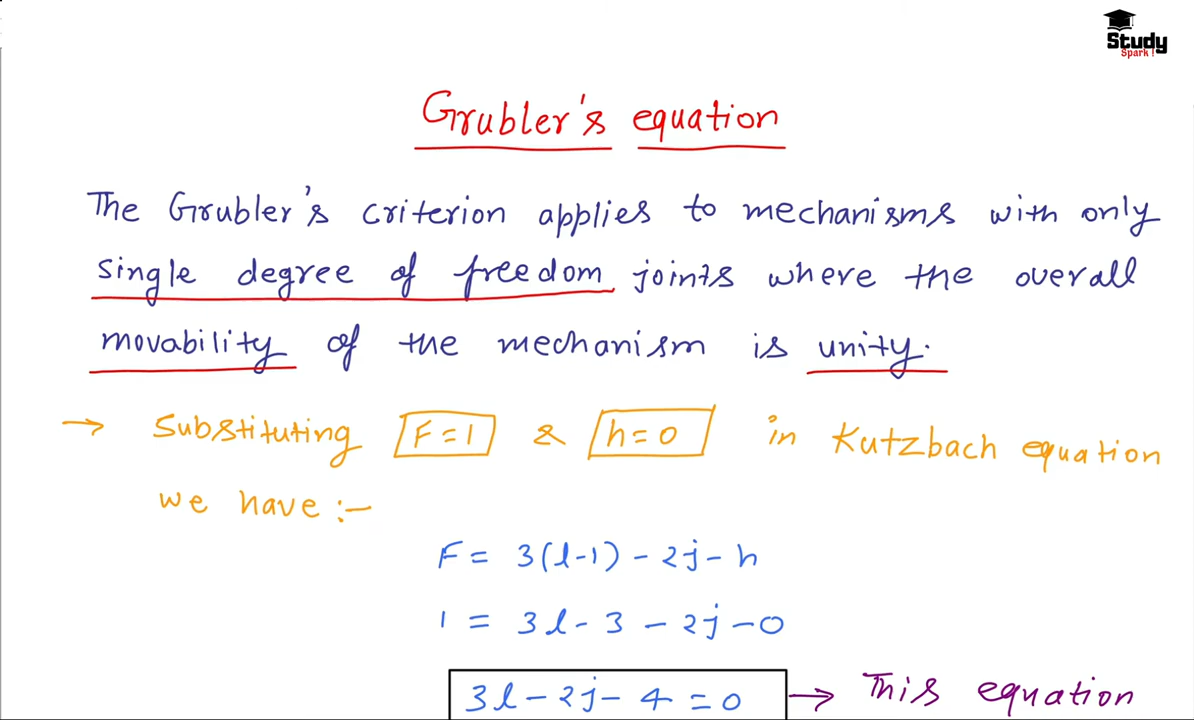 Study
Spark !
Grubler's equation
The Grubler's criterion applies to mechanisms with only
single degree of freedom joints where the overall
movability of the mechanism is unity.
→ Substituting F = 1 & h = 0 in Kutzbach equation
we have :-
F = 3(l-1) - 2j - h
1 = 3l - 3 - 2j - 0
3l - 2j - 4 = 0 → This equation